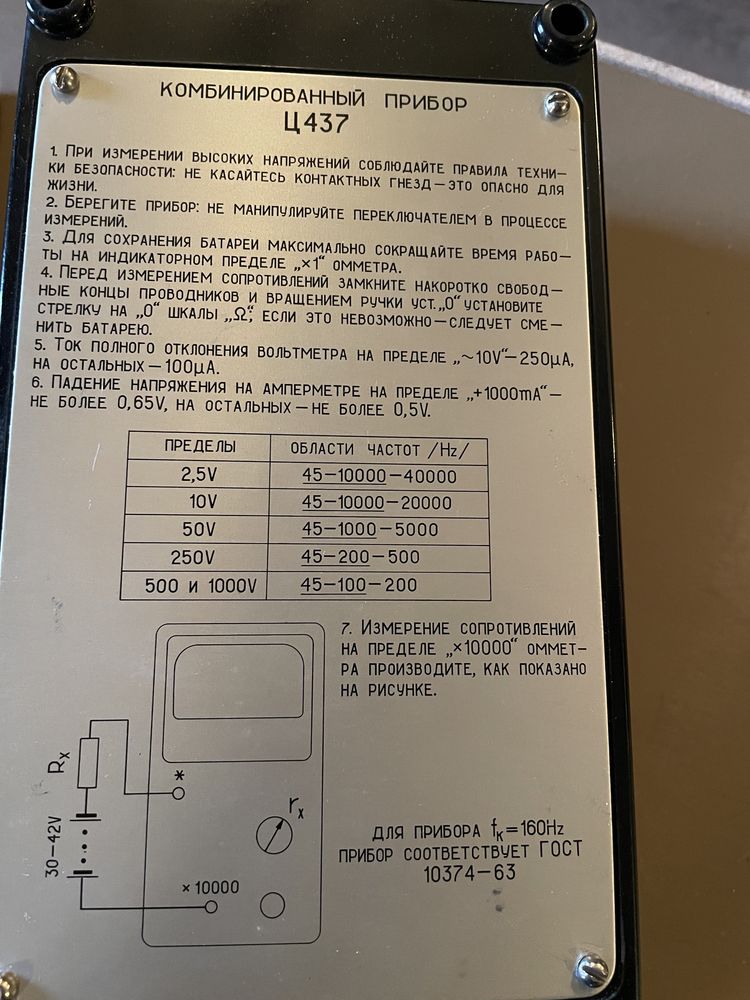 КОМБИНИРОВАННЫЙ ПРИБОР
Ц437
1. ПРИ ИЗМЕРЕНИИ ВЫСОКИХ НАПРЯЖЕНИЙ СОБЛЮДАЙТЕ ПРАВИЛА ТЕХНИ–
КИ БЕЗОПАСНОСТИ: НЕ КАСАЙТЕСЬ КОНТАКТНЫХ ГНЕЗД — ЭТО ОПАСНО ДЛЯ
ЖИЗНИ.
2. БЕРЕГИТЕ ПРИБОР: НЕ МАНИПУЛИРУЙТЕ ПЕРЕКЛЮЧАТЕЛЕМ В ПРОЦЕССЕ
ИЗМЕРЕНИЙ.
3. ДЛЯ СОХРАНЕНИЯ БАТАРЕИ МАКСИМАЛЬНО СОКРАЩАЙТЕ ВРЕМЯ РАБО–
ТЫ НА ИНДИКАТОРНОМ ПРЕДЕЛЕ „×1" ОММЕТРА.
4. ПЕРЕД ИЗМЕРЕНИЕМ СОПРОТИВЛЕНИЙ ЗАМКНИТЕ НАКОРОТКО СВОБОД–
НЫЕ КОНЦЫ ПРОВОДНИКОВ И ВРАЩЕНИЕМ РУЧКИ УСТ.„0" УСТАНОВИТЕ
СТРЕЛКУ НА „0" ШКАЛЫ „Ω", ЕСЛИ ЭТО НЕВОЗМОЖНО — СЛЕДУЕТ СМЕ–
НИТЬ БАТАРЕЮ.
5. ТОК ПОЛНОГО ОТКЛОНЕНИЯ ВОЛЬТМЕТРА НА ПРЕДЕЛЕ „~10V"—250μA,
НА ОСТАЛЬНЫХ — 100μA.
6. ПАДЕНИЕ НАПРЯЖЕНИЯ НА АМПЕРМЕТРЕ НА ПРЕДЕЛЕ „+1000mA"—
НЕ БОЛЕЕ 0,65V, НА ОСТАЛЬНЫХ — НЕ БОЛЕЕ 0,5V.
ПРЕДЕЛЫ ОБЛАСТИ ЧАСТОТ /Hz/
2,5V 45–10000–40000
10V 45–10000–20000
50V 45–1000–5000
250V 45–200–500
500 И 1000V 45–100–200
7. ИЗМЕРЕНИЕ СОПРОТИВЛЕНИЙ
НА ПРЕДЕЛЕ „×10000" ОММЕТ–
РА ПРОИЗВОДИТЕ, КАК ПОКАЗАНО
НА РИСУНКЕ.
Rx
*
rx
30–42V
×10000
ДЛЯ ПРИБОРА fк=160Hz
ПРИБОР СООТВЕТСТВУЕТ ГОСТ
10374–63